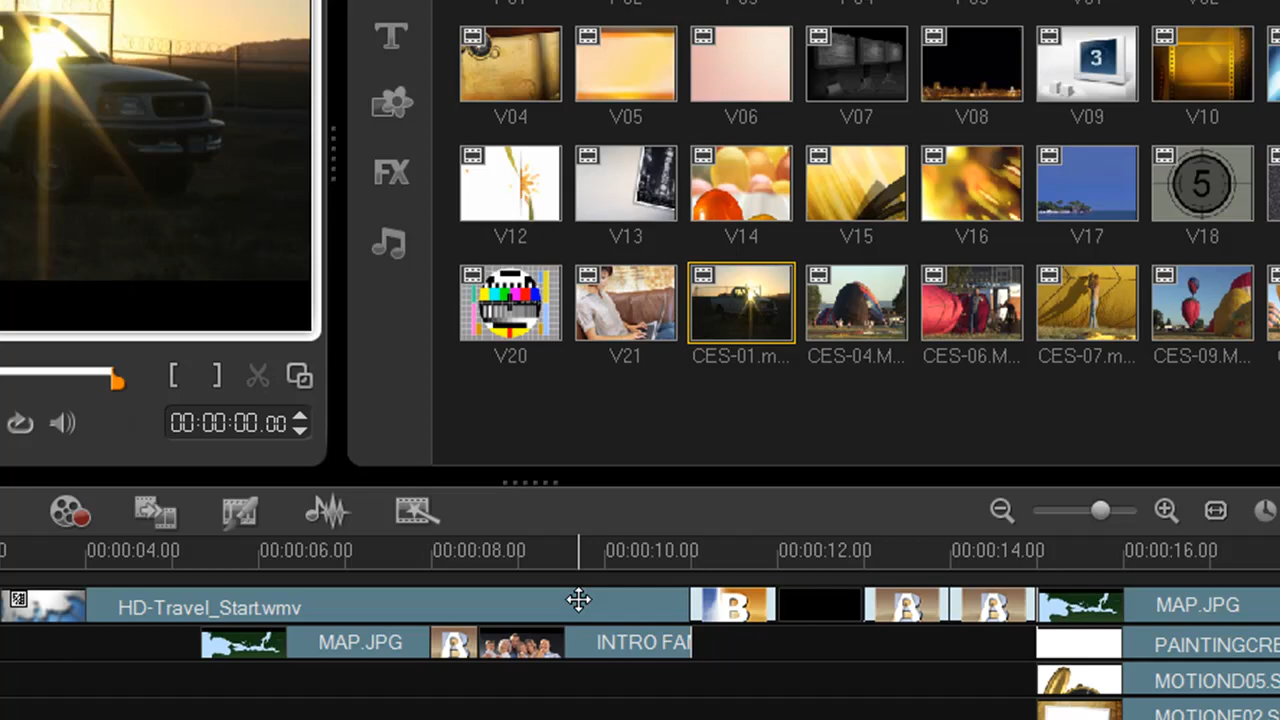 T
V04 V05 V06 V07 V08 V09 V10
3
FX
V12 V13 V14 V15 V16 V17 V18
5
V20 V21 CES-01.m... CES-04.M... CES-06.M... CES-07.m... CES-09.M...
[ ]
00:00:00.00
00:00:04.00 00:00:06.00 00:00:08.00 00:00:10.00 00:00:12.00 00:00:14.00 00:00:16.00
HD-Travel_Start.wmv B A A MAP.JPG
MAP.JPG A INTRO FAI PAINTINGCRE
MOTIOND05.S
MOTIONE02.S